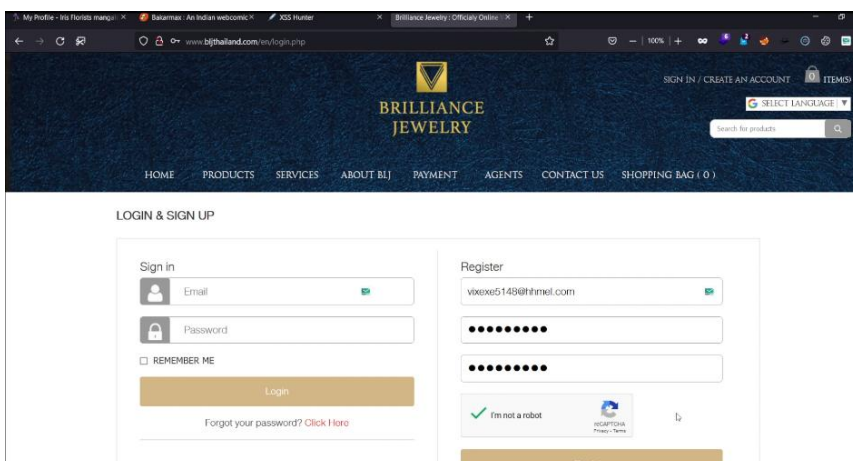 My Profile - Iris Florists mangal
Bakarmax : An Indian webcomic
XSS Hunter
Brilliance Jewelry : Officialy Online
www.bljthailand.com/en/login.php
100%
SIGN IN / CREATE AN ACCOUNT
0
ITEM(S)
G SELECT LANGUAGE ▼
BRILLIANCE
JEWELRY
Search for products
HOME PRODUCTS SERVICES ABOUT BLJ PAYMENT AGENTS CONTACT US SHOPPING BAG ( 0 )
LOGIN & SIGN UP
Sign in
Email
Password
REMEMBER ME
Login
Forgot your password? Click Here
Register
vixexe5148@hhmel.com
●●●●●●●●●
●●●●●●●●●
I'm not a robot
reCAPTCHA
Privacy - Terms